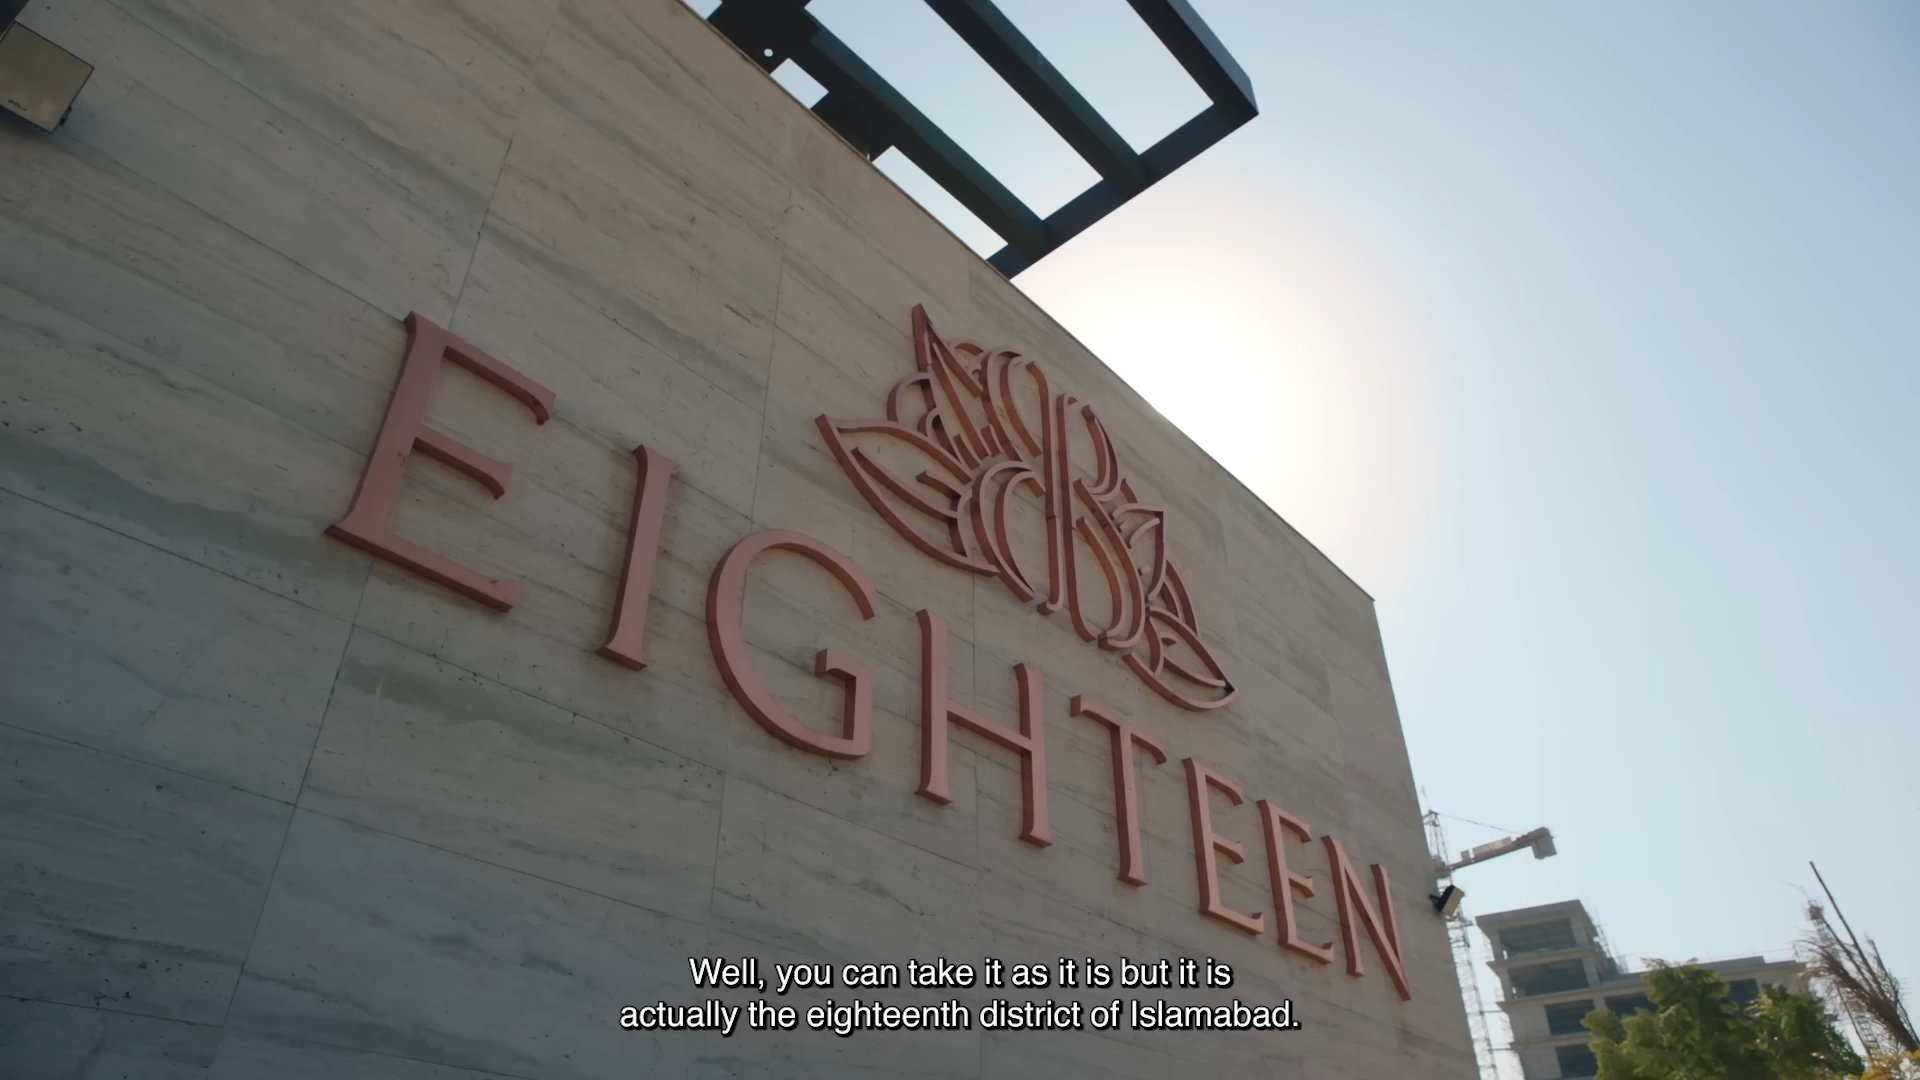 EIGHTEEN
Well, you can take it as it is but it is
actually the eighteenth district of Islamabad.